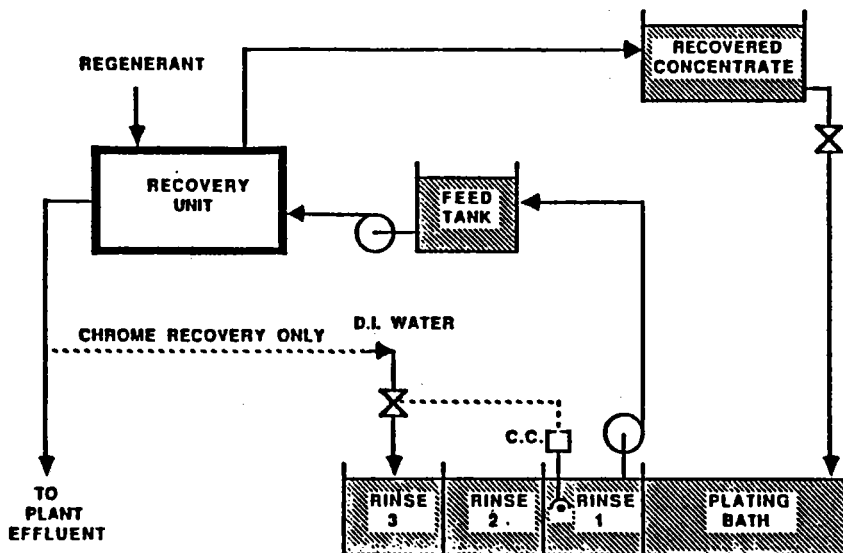 REGENERANT
RECOVERED
CONCENTRATE
RECOVERY
UNIT
FEED
TANK
CHROME RECOVERY ONLY
D.I. WATER
C.C.
TO
PLANT
EFFLUENT
RINSE
3
RINSE
2
RINSE
1
PLATING
BATH